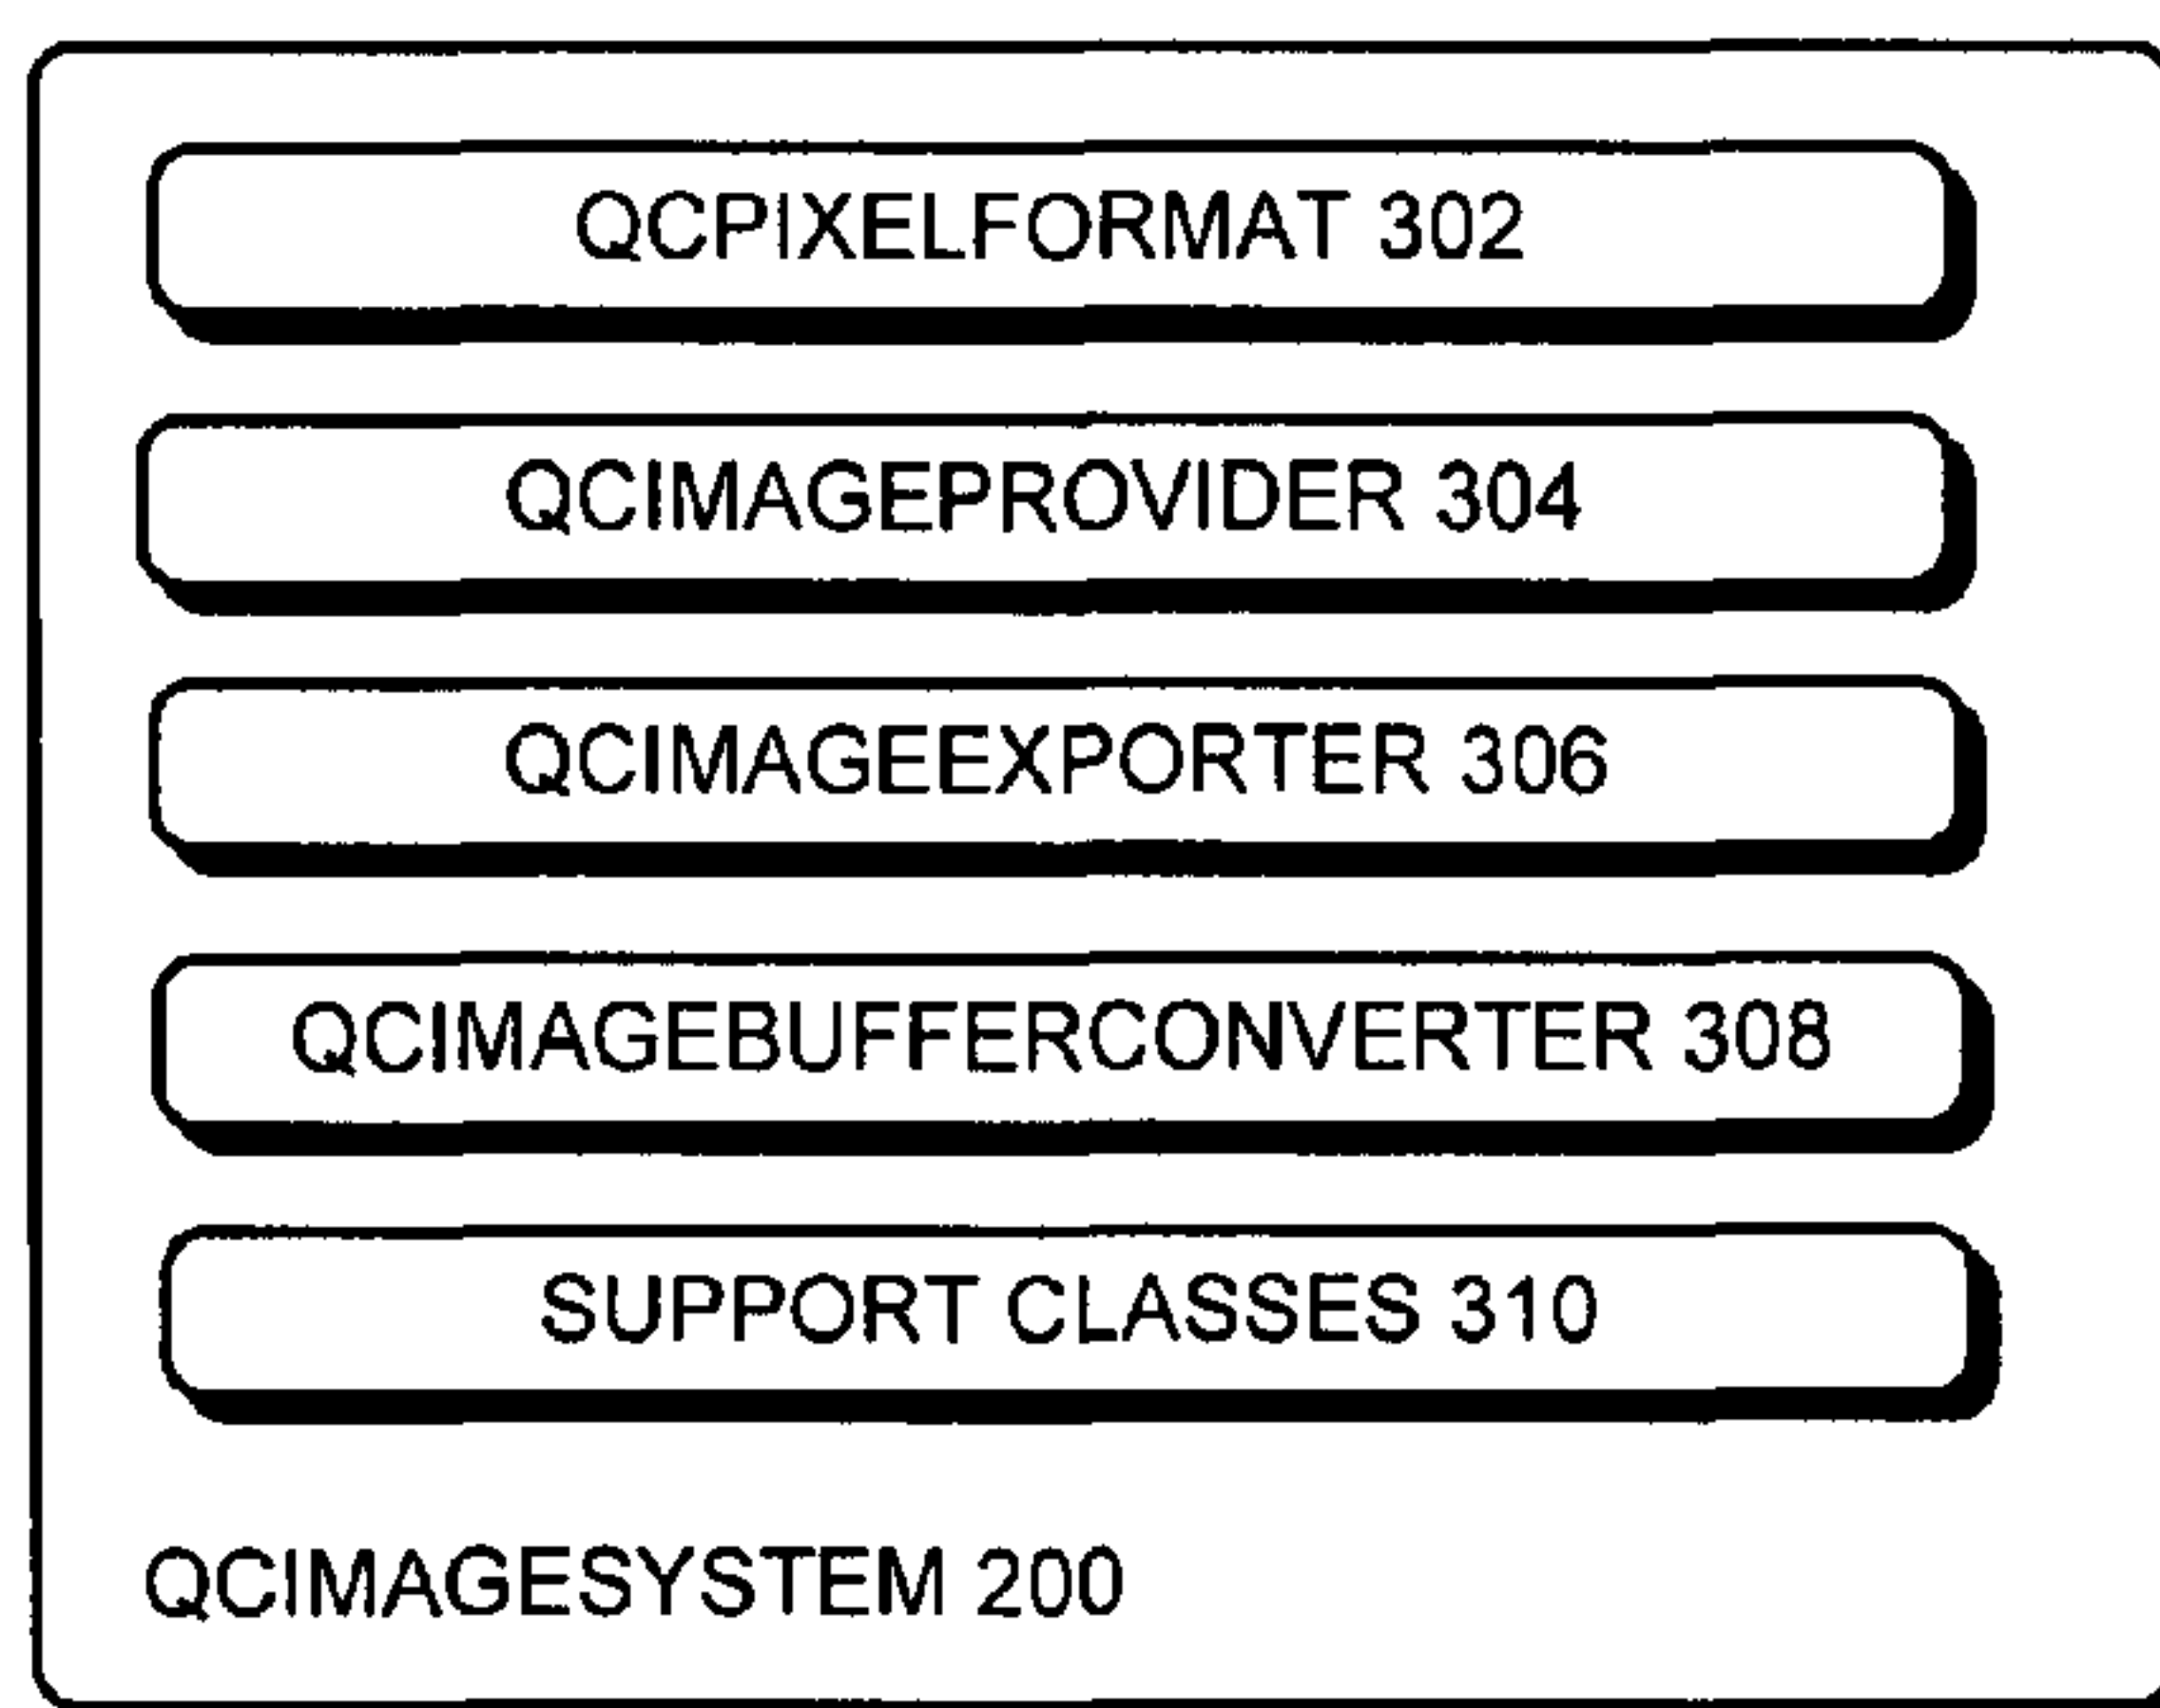 QCPIXELFORMAT 302
QCIMAGEPROVIDER 304
QCIMAGEEXPORTER 306
QCIMAGEBUFFERCONVERTER 308
SUPPORT CLASSES 310
QCIMAGESYSTEM 200